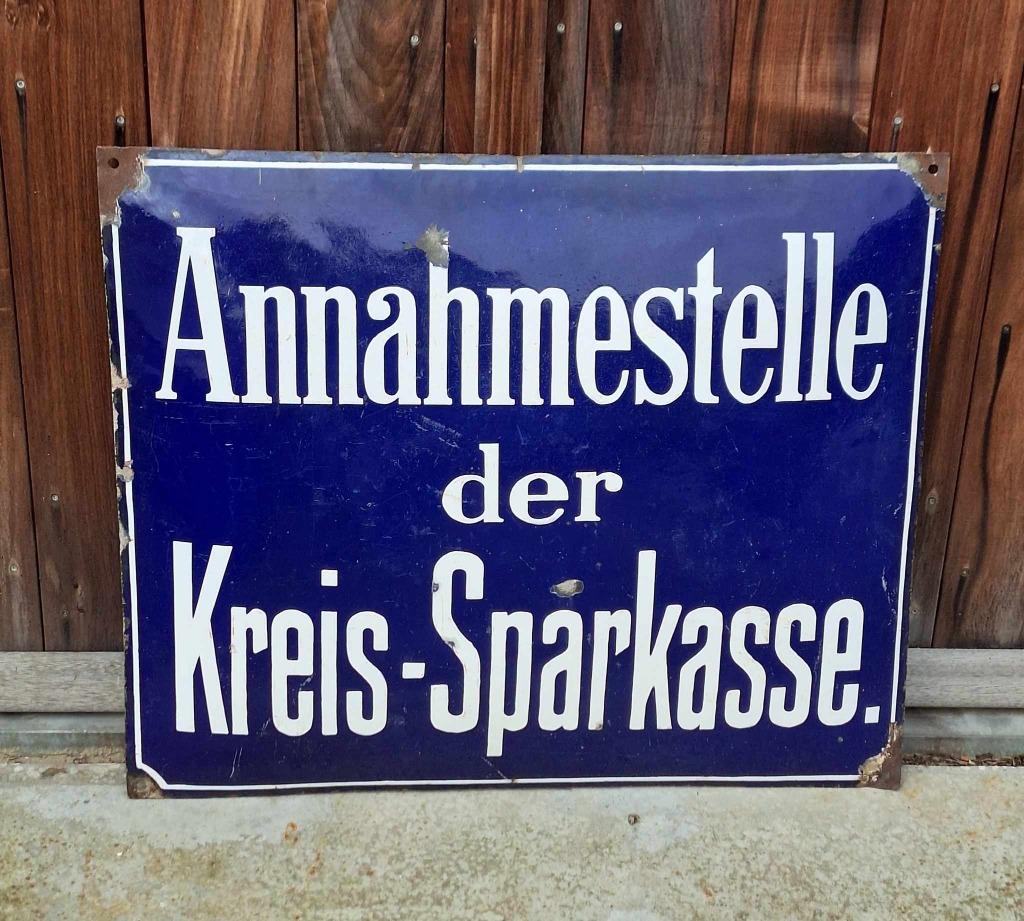 Annahmestelle
der
Kreis-Sparkasse.